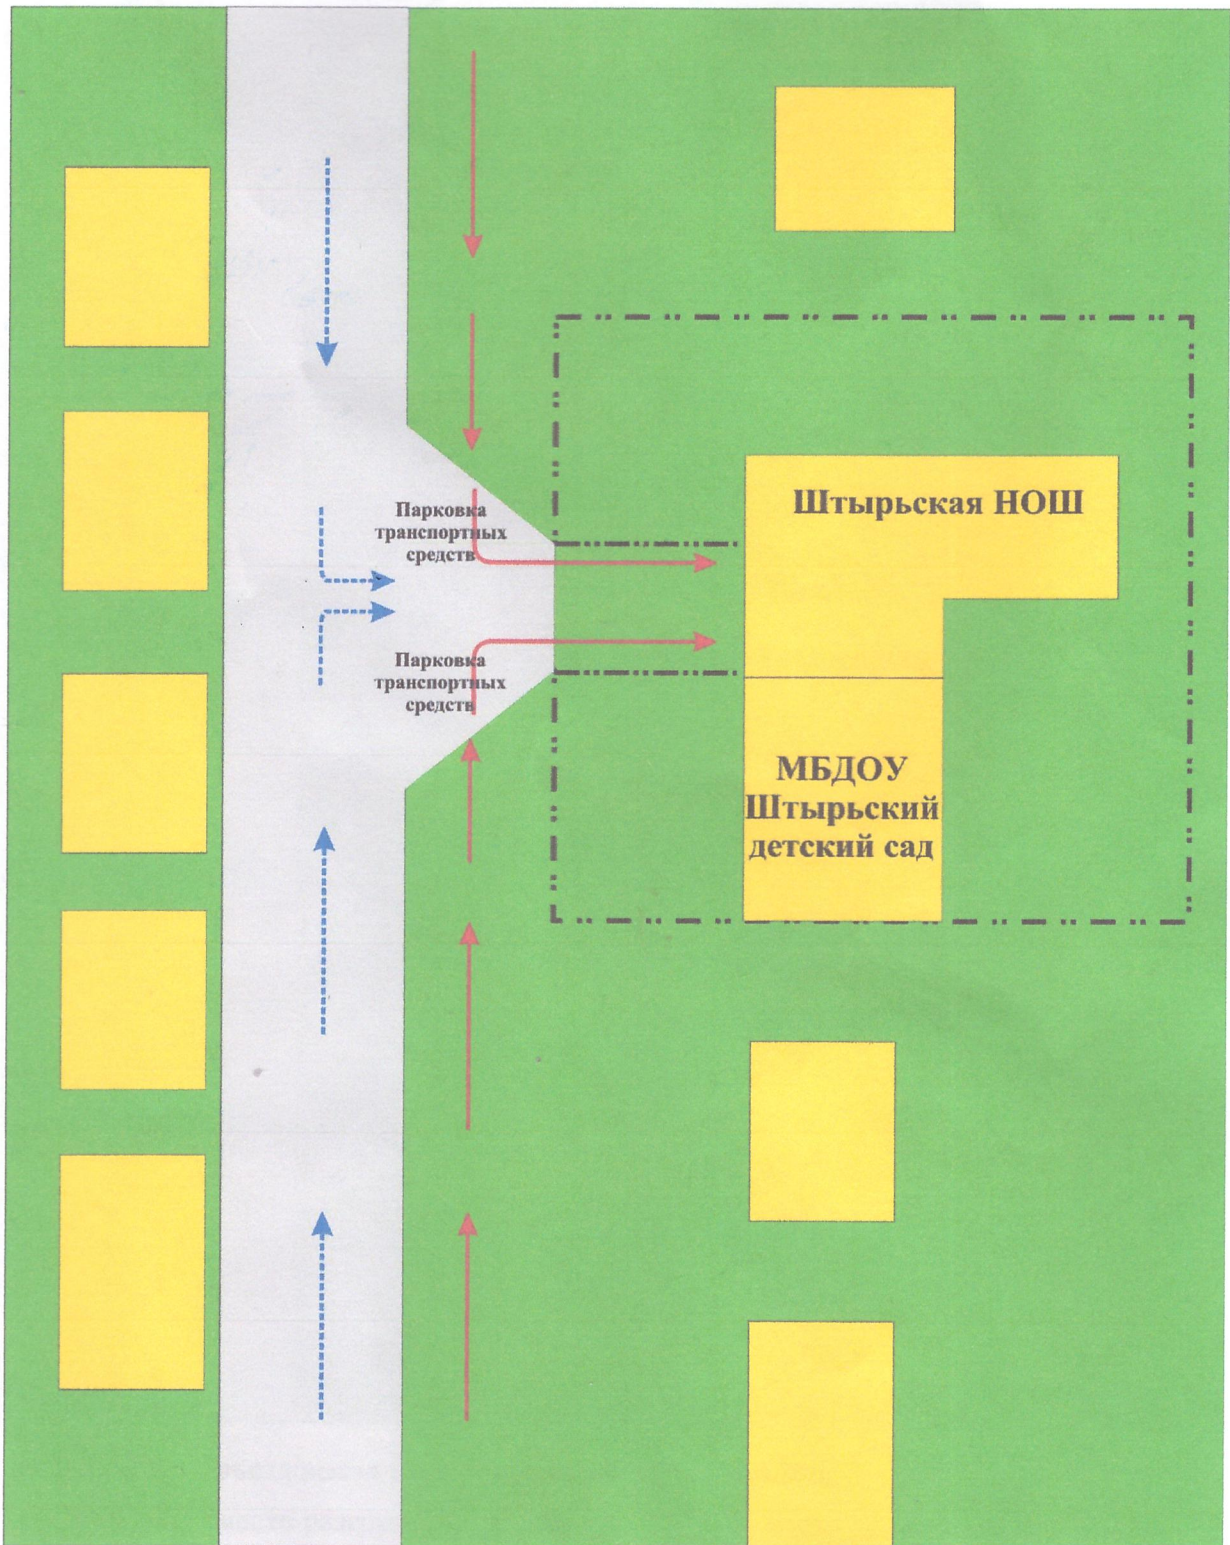 Штырьская НОШ
Парковка
транспортных
средств
Парковка
транспортных
средств
МБДОУ
Штырьский
детский сад